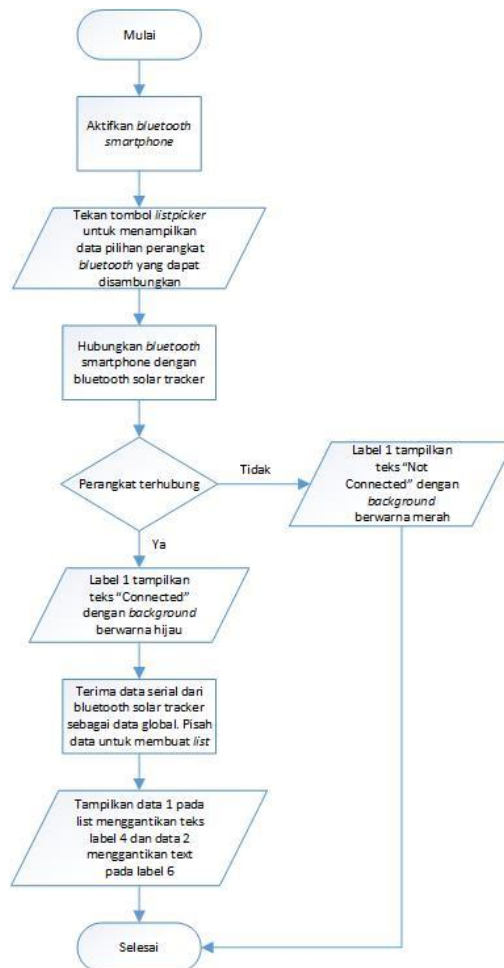 Mulai
Aktifkan bluetooth
smartphone
Tekan tombol listpicker
untuk menampilkan
data pilihan perangkat
bluetooth yang dapat
disambungkan
Hubungkan bluetooth
smartphone dengan
bluetooth solar tracker
Perangkat terhubung
Tidak
Label 1 tampilkan
teks “Not
Connected” dengan
background
berwarna merah
Ya
Label 1 tampilkan
teks “Connected”
dengan background
berwarna hijau
Terima data serial dari
bluetooth solar tracker
sebagai data global. Pisah
data untuk membuat list
Tampilkan data 1 pada
list menggantikan teks
label 4 dan data 2
menggantikan text
pada label 6
Selesai